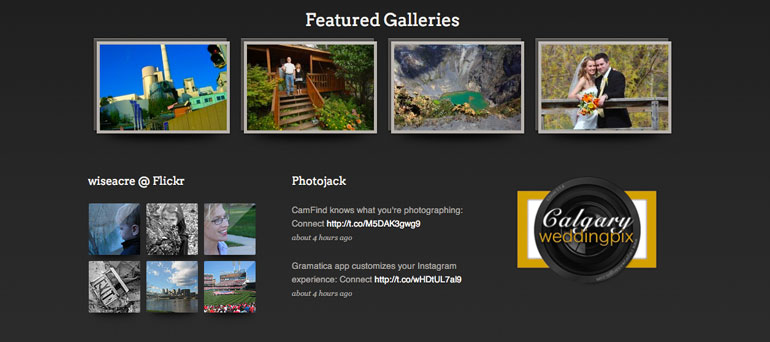 Featured Galleries
wiseacre @ Flickr
Photojack
CamFind knows what you're photographing:
Connect http://t.co/M5DAK3gwg9
about 4 hours ago
Gramatica app customizes your Instagram
experience: Connect http://t.co/wHDtUL7al9
about 4 hours ago
Calgary
weddingpix